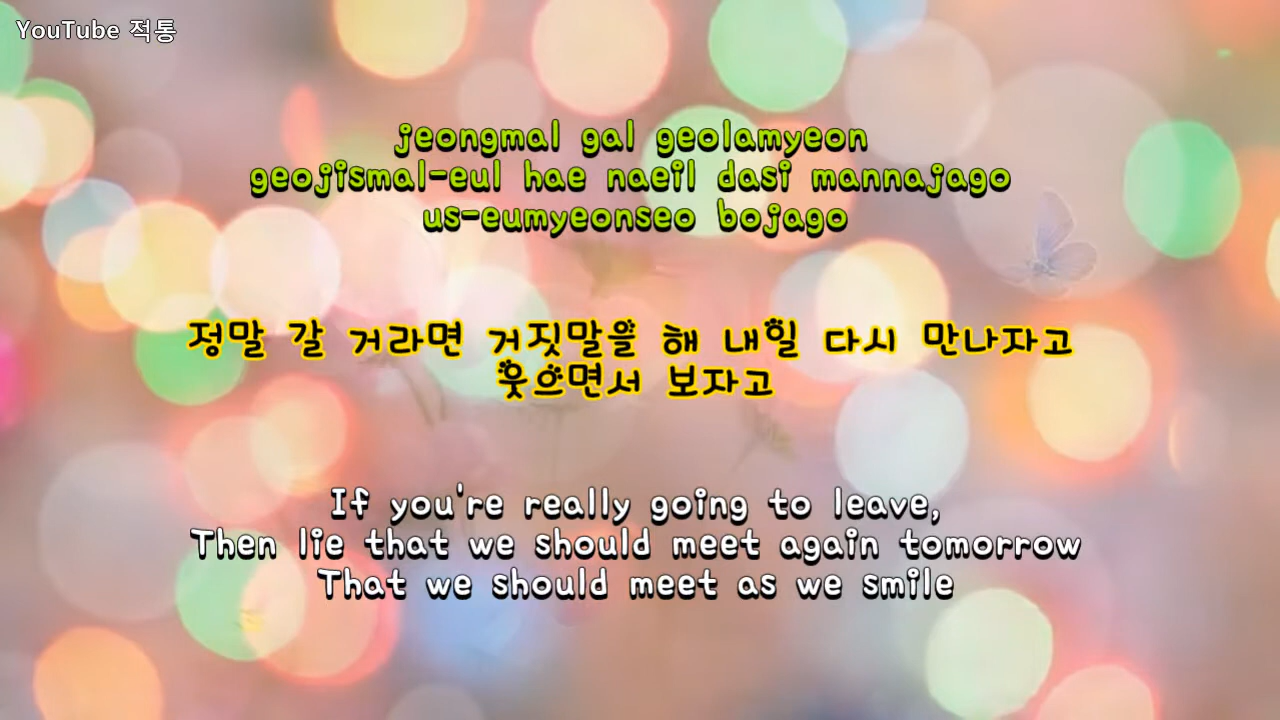 YouTube 적통
jeongmal gal geolamyeon
geojismal-eul hae naeil dasi mannajago
us-eumyeonseo bojago
정말 갈 거라면 거짓말을 해 내힐 다시 만나자고
웃으면서 보자고
If you're really going to leave,
Then lie that we should meet again tomorrow
That we should meet as we smile